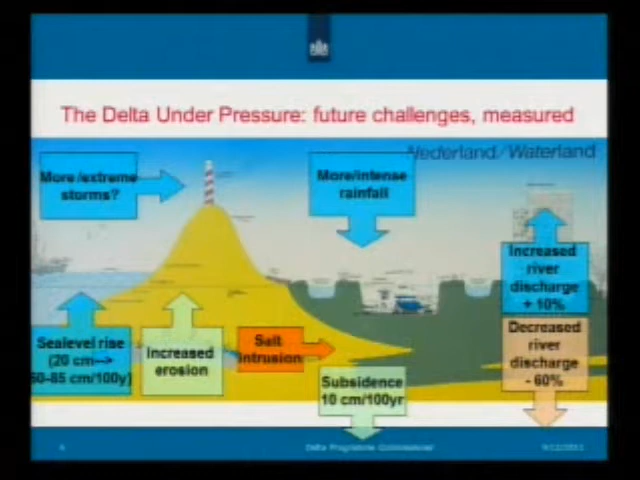 The Delta Under Pressure: future challenges, measured
Nederland/Waterland
More/extreme
storms?
More/intense
rainfall
Increased
river
discharge
+ 10%
Sealevel rise
(20 cm-->
60-85 cm/100y)
Increased
erosion
Salt
intrusion
Decreased
river
discharge
- 60%
Subsidence
10 cm/100yr
Delta Programme Commissioner